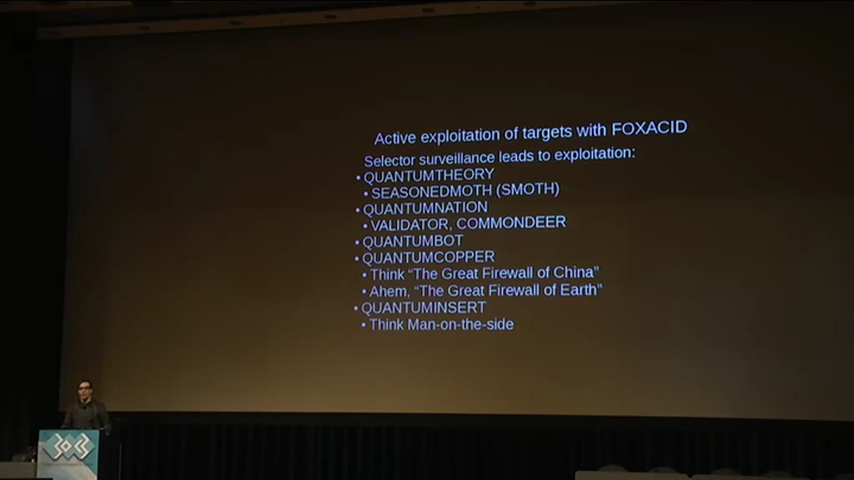 Active exploitation of targets with FOXACID
Selector surveillance leads to exploitation:
• QUANTUMTHEORY
• SEASONEDMOTH (SMOTH)
• QUANTUMNATION
• VALIDATOR, COMMONDEER
• QUANTUMBOT
• QUANTUMCOPPER
• Think “The Great Firewall of China”
• Ahem, “The Great Firewall of Earth”
• QUANTUMINSERT
• Think Man-on-the-side
30C3